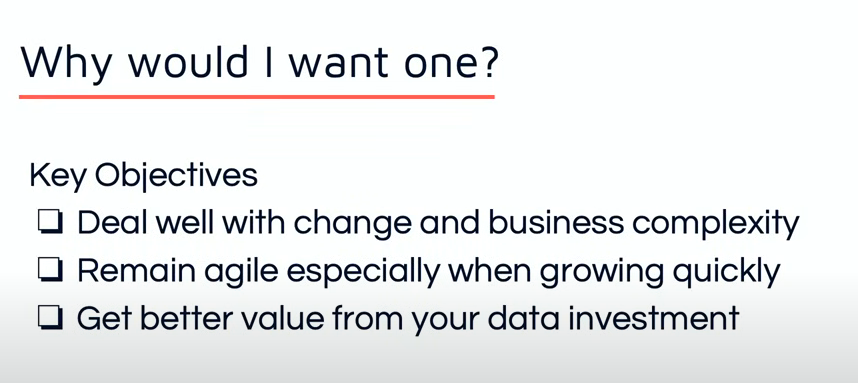 Why would I want one?
Key Objectives
❏ Deal well with change and business complexity
❏ Remain agile especially when growing quickly
❏ Get better value from your data investment